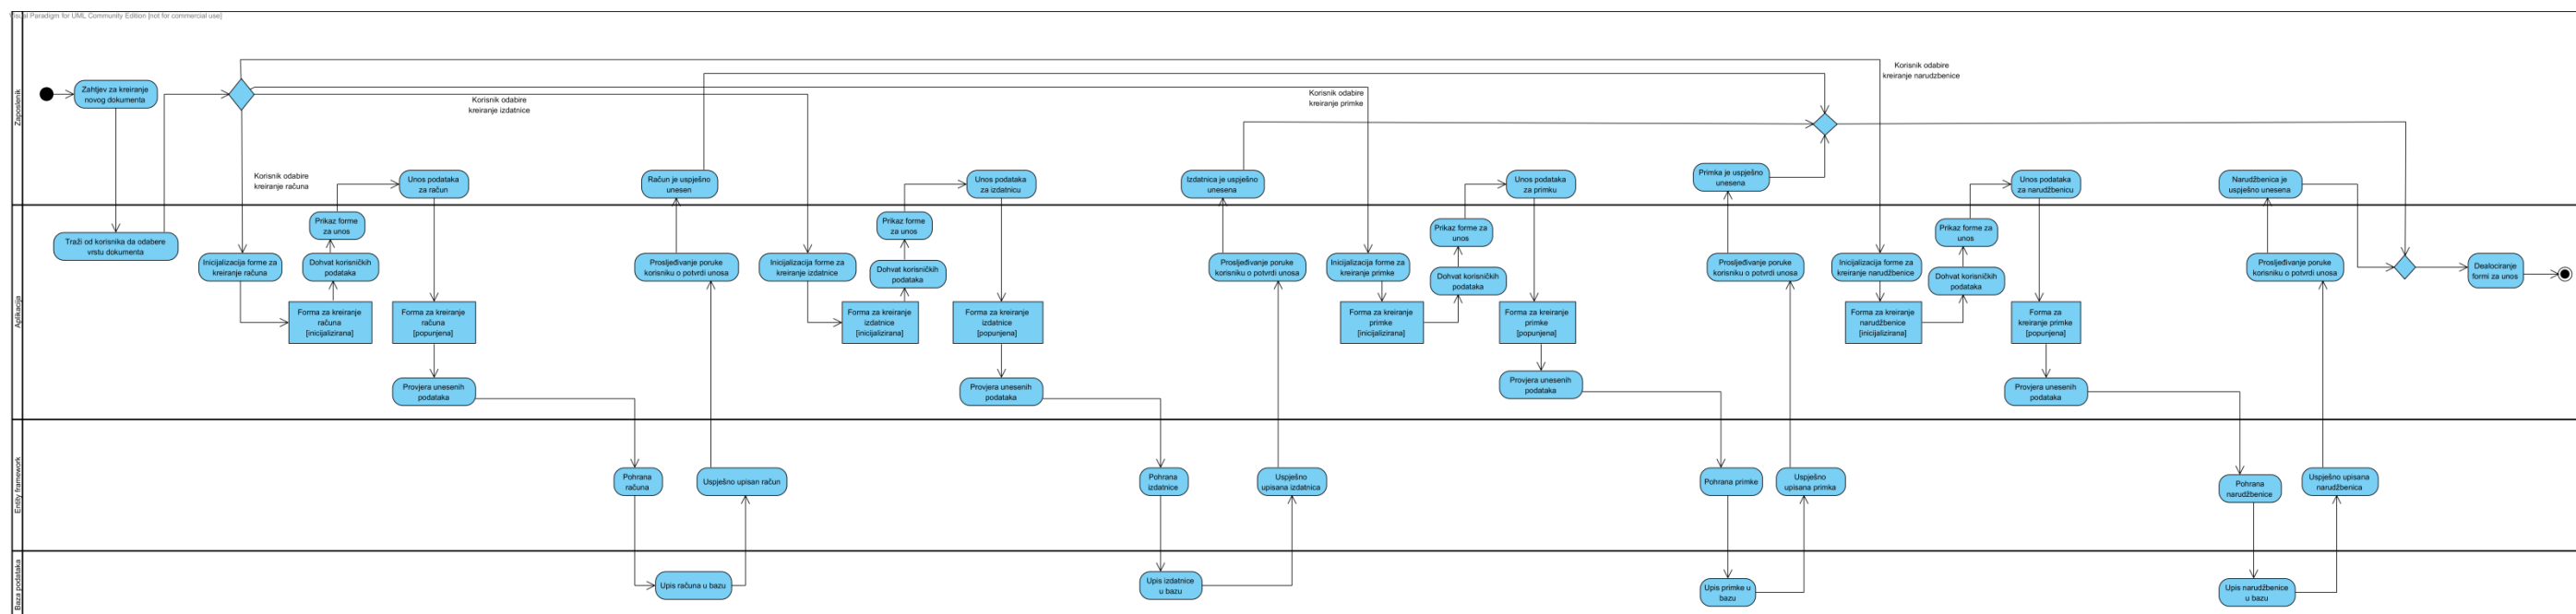 Visual Paradigm for UML Community Edition [not for commercial use]
Zaposlenik
Zahtjev za kreiranje
novog dokumenta
Korisnik odabire
kreiranje izdatnice
Korisnik odabire
kreiranje primke
Korisnik odabire
kreiranje narudzbenice
Korisnik odabire
kreiranje računa
Unos podataka
za račun
Račun je uspješno
unesen
Unos podataka
za izdatnicu
Izdatnica je uspješno
unesena
Unos podataka
za primku
Primka je uspješno
unesena
Unos podataka
za narudžbenicu
Narudžbenica je
uspješno unesena
Aplikacija
Traži od korisnika da odabere
vrstu dokumenta
Inicijalizacija forme za
kreiranje računa
Prikaz forme
za unos
Dohvat korisničkih
podataka
Forma za kreiranje
računa
[inicijalizirana]
Forma za kreiranje
računa
[popunjena]
Provjera unesenih
podataka
Prosljeđivanje poruke
korisniku o potvrdi unosa
Inicijalizacija forme za
kreiranje izdatnice
Prikaz forme
za unos
Dohvat korisničkih
podataka
Forma za kreiranje
izdatnice
[inicijalizirana]
Forma za kreiranje
izdatnice
[popunjena]
Provjera unesenih
podataka
Prosljeđivanje poruke
korisniku o potvrdi unosa
Inicijalizacija forme za
kreiranje primke
Prikaz forme za
unos
Dohvat korisničkih
podataka
Forma za kreiranje
primke
[inicijalizirana]
Forma za kreiranje
primke
[popunjena]
Provjera unesenih
podataka
Prosljeđivanje poruke
korisniku o potvrdi unosa
Inicijalizacija forme za
kreiranje narudžbenice
Prikaz forme za
unos
Dohvat korisničkih
podataka
Forma za kreiranje
narudžbenice
[inicijalizirana]
Forma za
kreiranje primke
[popunjena]
Provjera unesenih
podataka
Prosljeđivanje poruke
korisniku o potvrdi unosa
Dealociranje
formi za unos
Entity framework
Pohrana
računa
Uspješno upisan račun
Pohrana
izdatnice
Uspješno
upisana izdatnica
Pohrana primke
Uspješno
upisana primka
Pohrana
narudžbenice
Uspješno upisana
narudžbenica
Baza podataka
Upis računa u bazu
Upis izdatnice
u bazu
Upis primke u
bazu
Upis narudžbenice
u bazu